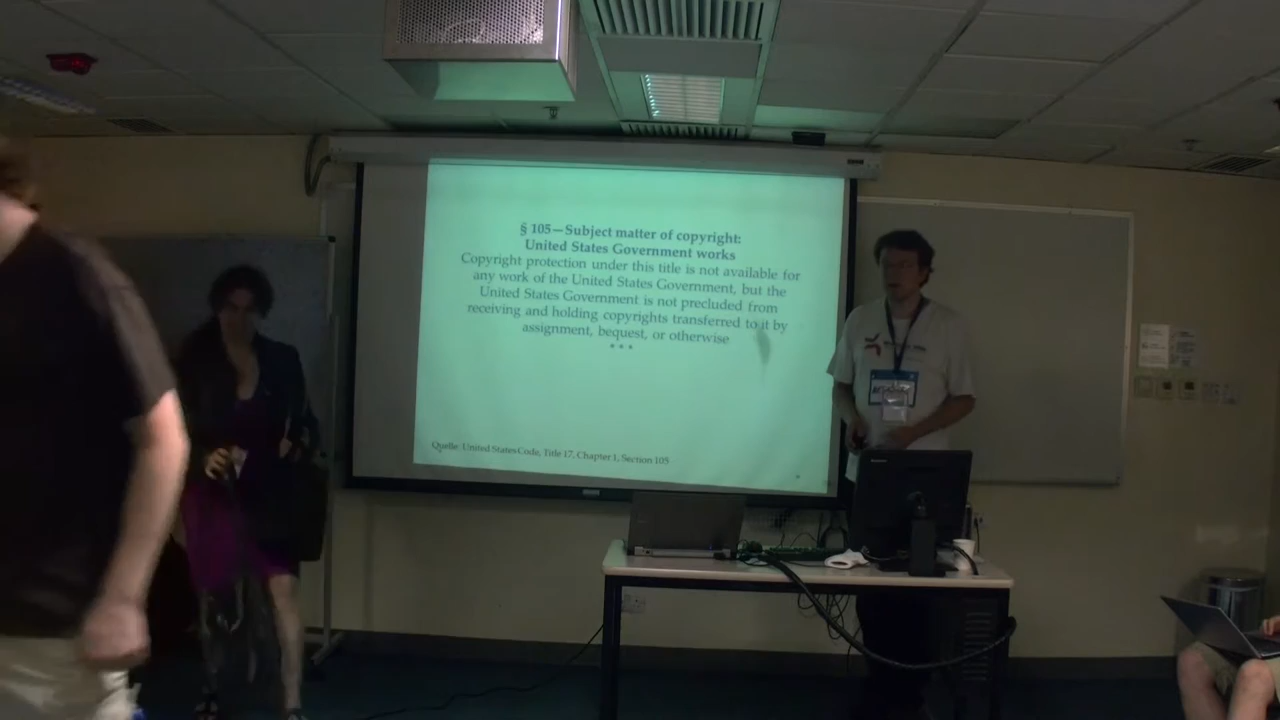 § 105—Subject matter of copyright:
United States Government works
Copyright protection under this title is not available for
any work of the United States Government, but the
United States Government is not precluded from
receiving and holding copyrights transferred to it by
assignment, bequest, or otherwise
* * *
Quelle: United States Code, Title 17, Chapter 1, Section 105